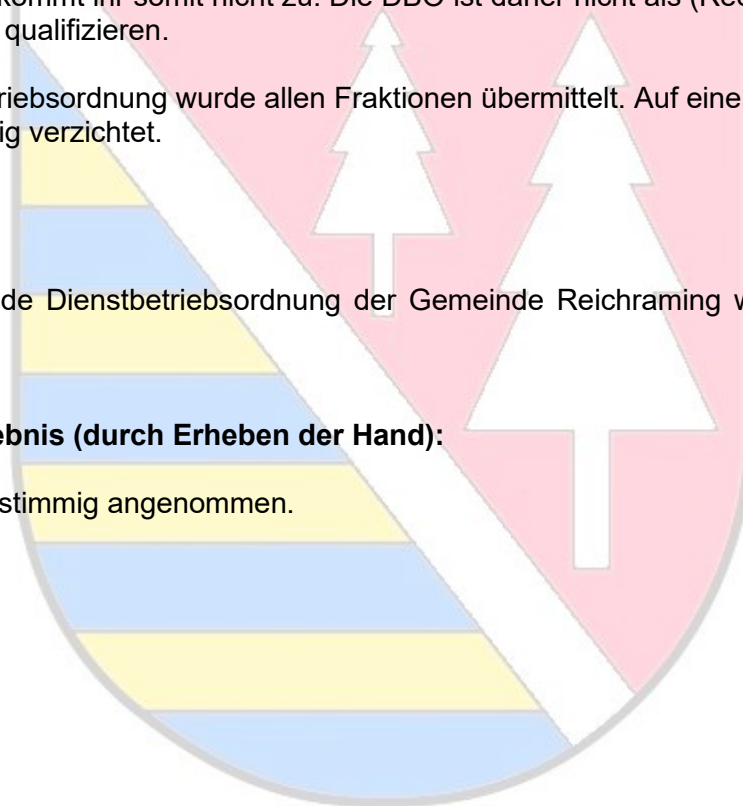 kommt ihr somit nicht zu. Die DBO ist daher nicht als
qualifizieren.
riebsordnung wurde allen Fraktionen übermittelt. Auf eine
ig verzichtet.
de Dienstbetriebsordnung der Gemeinde Reichraming
ebnis (durch Erheben der Hand):
stimmig angenommen.